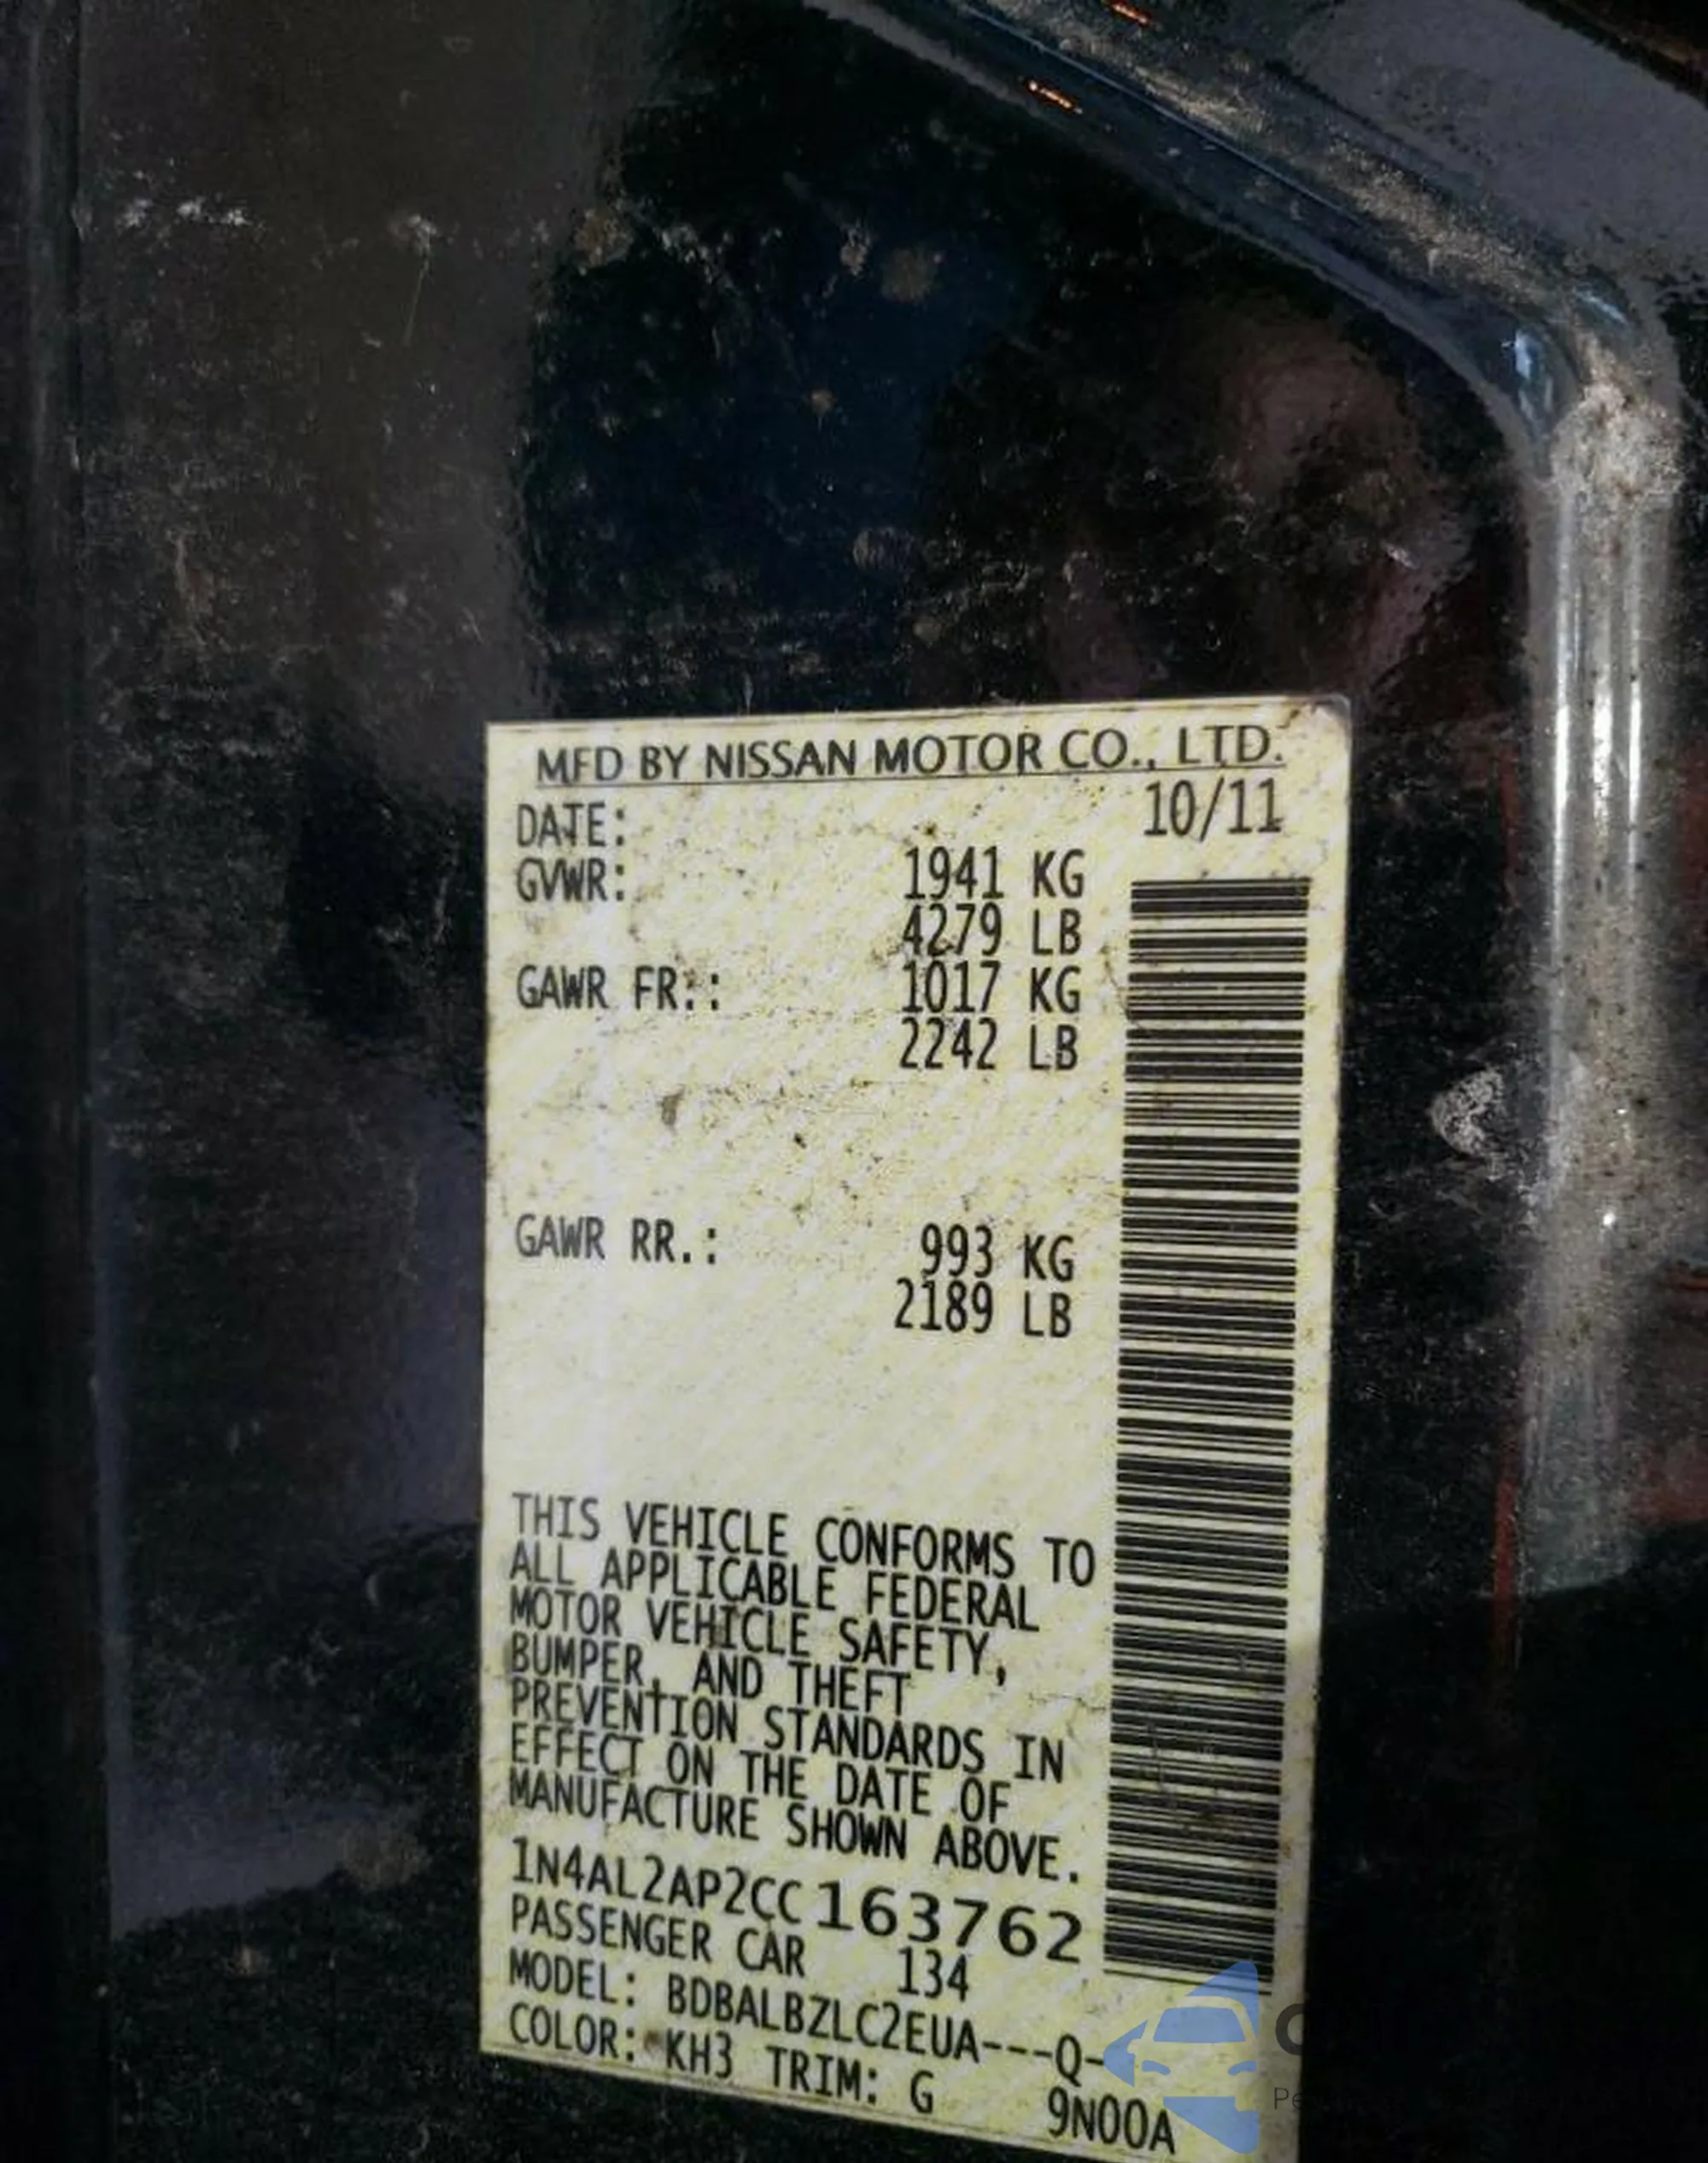 MFD BY NISSAN MOTOR CO., LTD.
DATE: 10/11
GVWR: 1941 KG
4279 LB
GAWR FR.: 1017 KG
2242 LB
GAWR RR.: 993 KG
2189 LB
THIS VEHICLE CONFORMS TO
ALL APPLICABLE FEDERAL
MOTOR VEHICLE SAFETY,
BUMPER, AND THEFT
PREVENTION STANDARDS IN
EFFECT ON THE DATE OF
MANUFACTURE SHOWN ABOVE.
1N4AL2AP2CC163762
PASSENGER CAR 134
MODEL: BDBALBZLC2EUA---Q-
COLOR: KH3 TRIM: G 9N00A